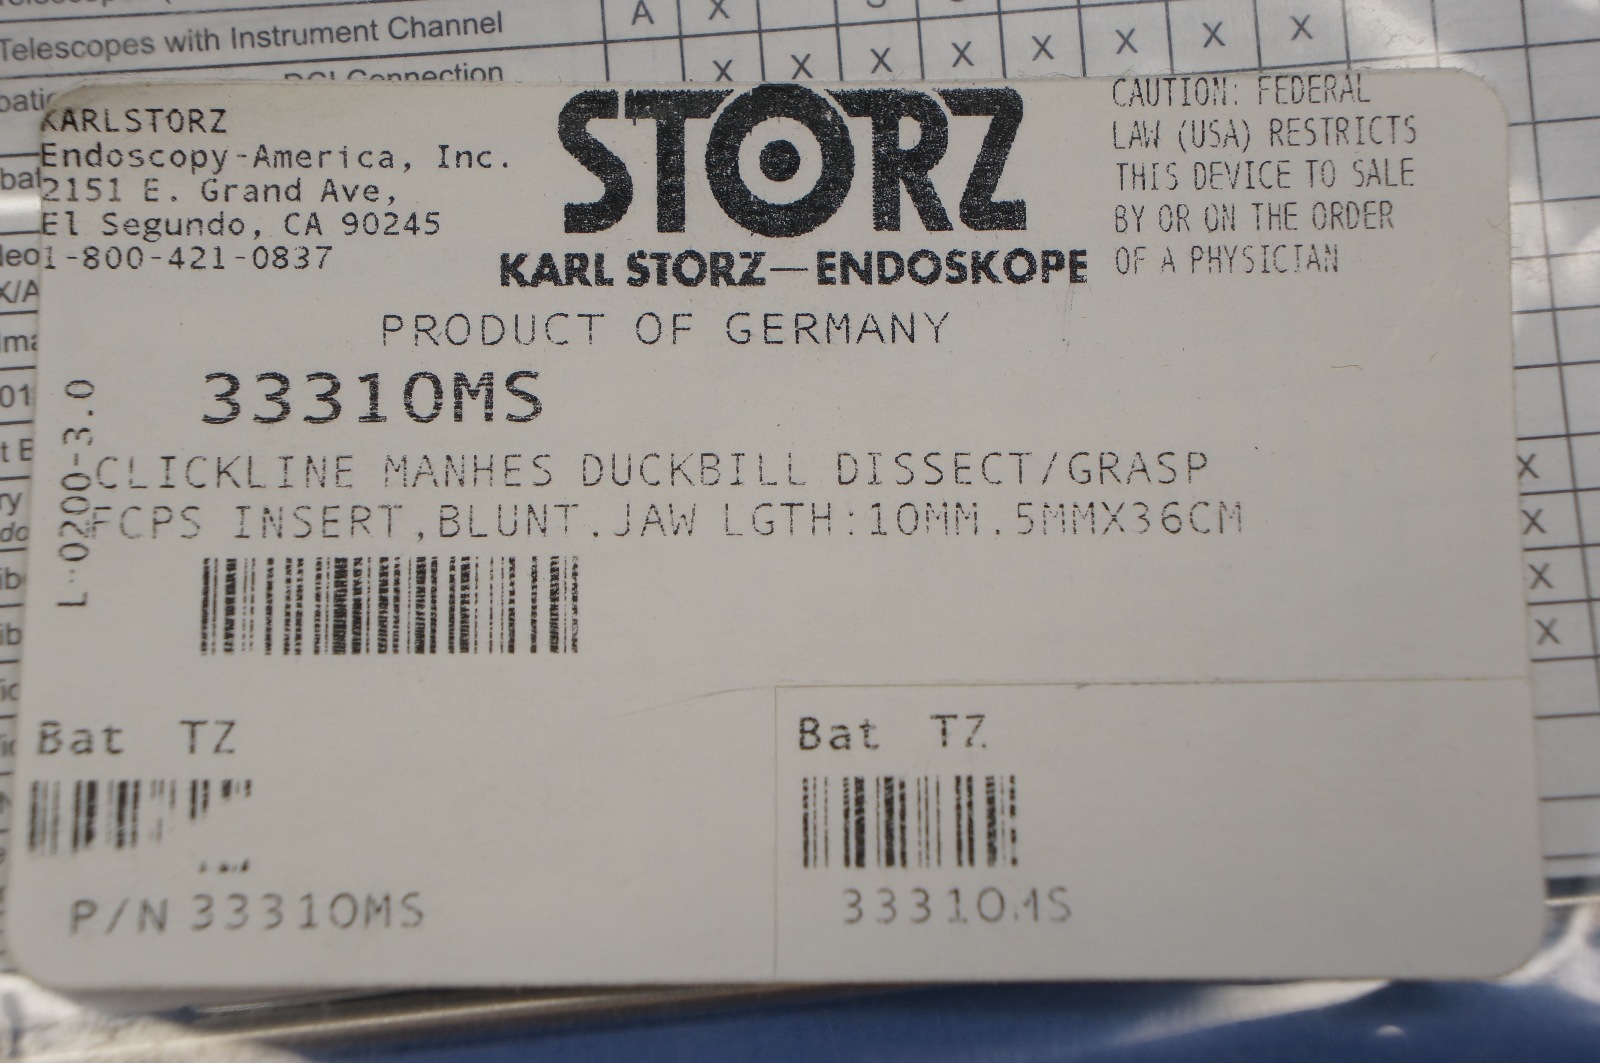 Telescopes with Instrument Channel
A X
X X X X X X X X
Connection
KARLSTORZ
Endoscopy-America, Inc.
2151 E. Grand Ave,
El Segundo, CA 90245
1-800-421-0837
STORZ
KARL STORZ—ENDOSKOPE
CAUTION: FEDERAL
LAW (USA) RESTRICTS
THIS DEVICE TO SALE
BY OR ON THE ORDER
OF A PHYSICIAN
PRODUCT OF GERMANY
33310MS
L-0200-3.0
CLICKLINE MANHES DUCKBILL DISSECT/GRASP
FCPS INSERT,BLUNT.JAW LGTH:10MM.5MMX36CM
X
X
X
X
Bat TZ
P/N 33310MS
Bat TZ
33310MS